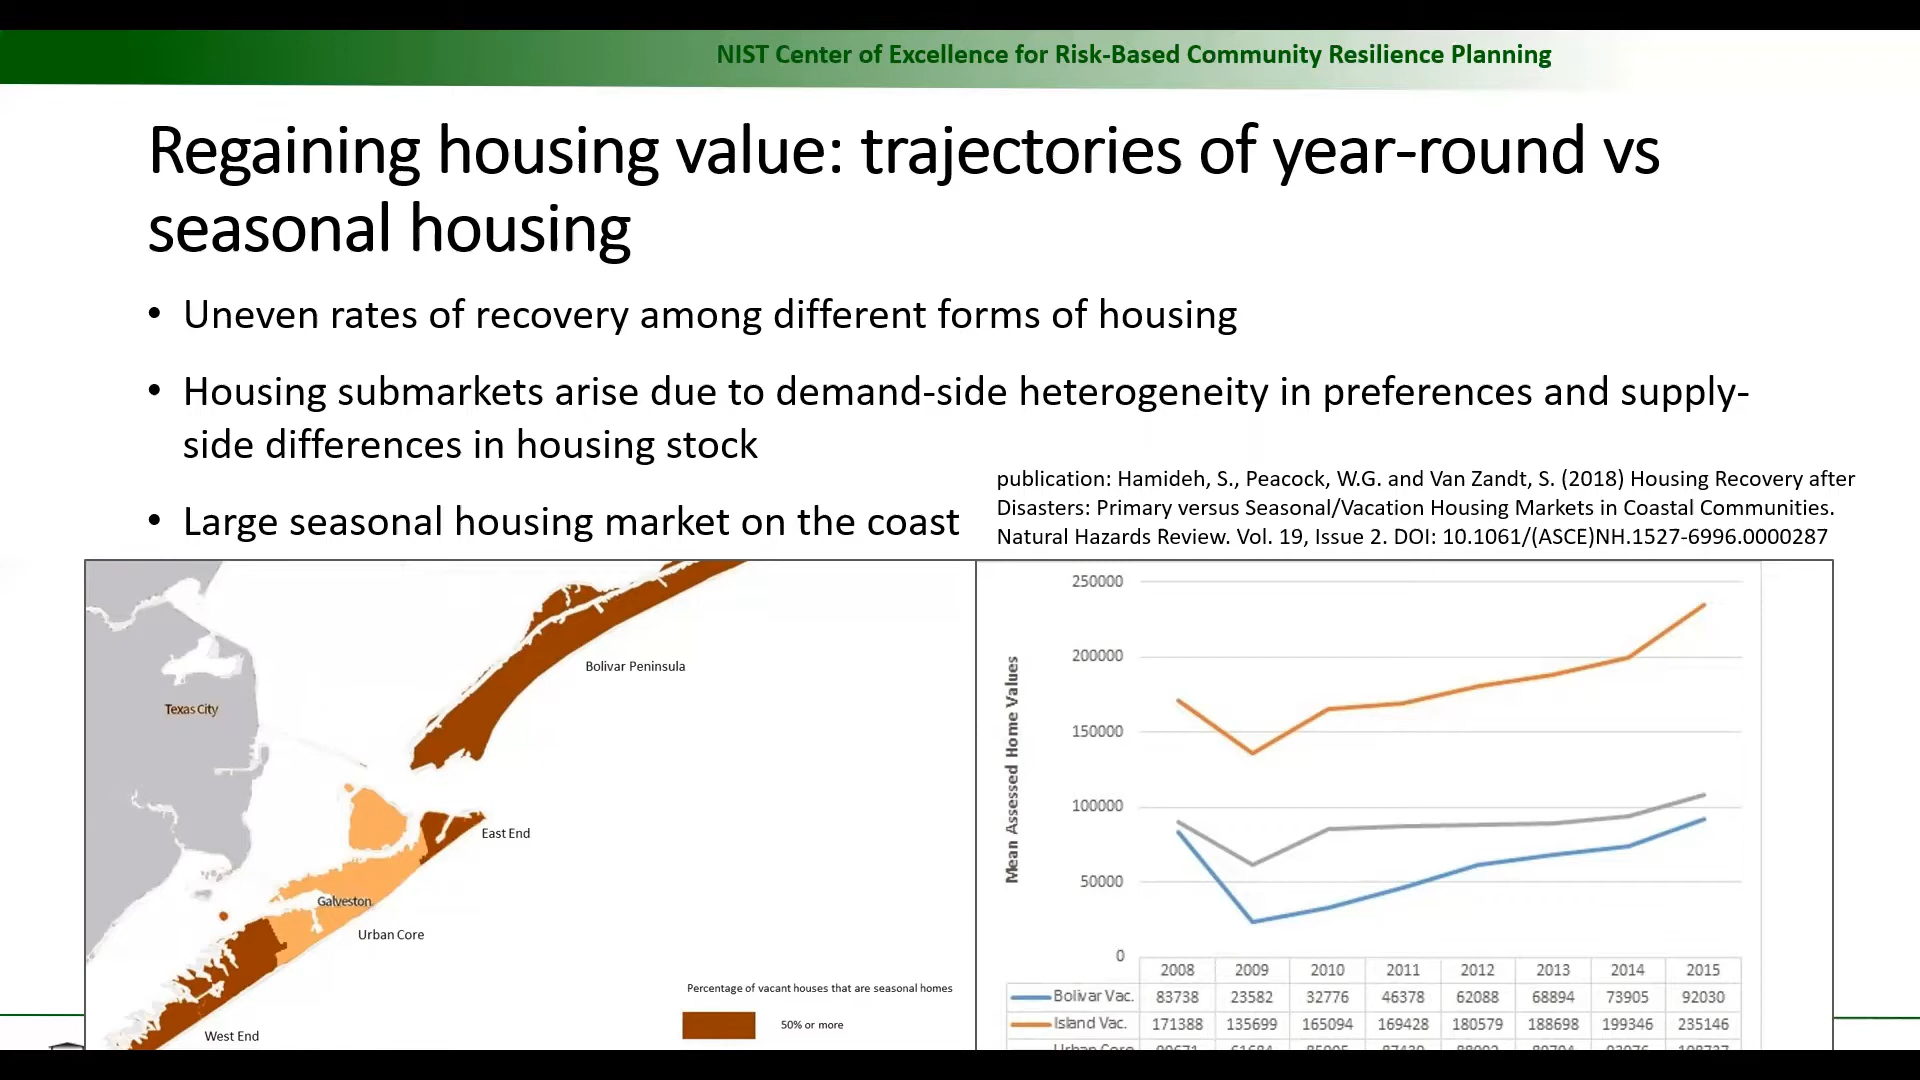 NIST Center of Excellence for Risk-Based Community Resilience Planning
Regaining housing value: trajectories of year-round vs
seasonal housing
• Uneven rates of recovery among different forms of housing
• Housing submarkets arise due to demand-side heterogeneity in preferences and supply-
side differences in housing stock
• Large seasonal housing market on the coast
publication: Hamideh, S., Peacock, W.G. and Van Zandt, S. (2018) Housing Recovery after
Disasters: Primary versus Seasonal/Vacation Housing Markets in Coastal Communities.
Natural Hazards Review. Vol. 19, Issue 2. DOI: 10.1061/(ASCE)NH.1527-6996.0000287
Bolivar Peninsula
Texas City
East End
Galveston
Urban Core
West End
Percentage of vacant houses that are seasonal homes
50% or more
Mean Assessed Home Values
250000
200000
150000
100000
50000
0
2008 2009 2010 2011 2012 2013 2014 2015
Bolivar Vac. 83738 23582 32776 46378 62088 68894 73905 92030
Island Vac. 171388 135699 165094 169428 180579 188698 199346 235146
Urban Core